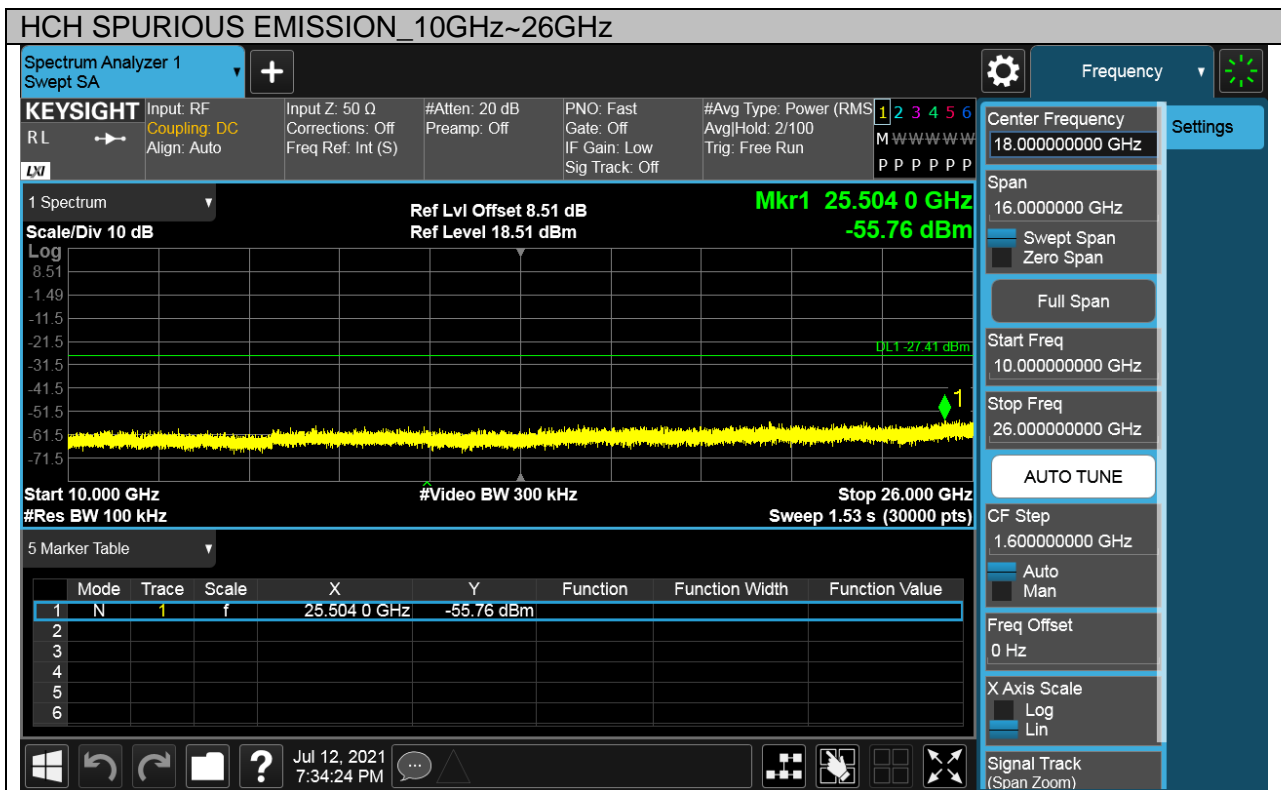 HCH SPURIOUS EMISSION_10GHz~26GHz
Spectrum Analyzer 1
Swept SA
Frequency
KEYSIGHT
RL
LXI
Input: RF
Coupling: DC
Align: Auto
Input Z: 50 Ω
Corrections: Off
Freq Ref: Int (S)
#Atten: 20 dB
Preamp: Off
PNO: Fast
Gate: Off
IF Gain: Low
Sig Track: Off
#Avg Type: Power (RMS
Avg|Hold: 2/100
Trig: Free Run
1 2 3 4 5 6
M W W W W W
P P P P P P
1 Spectrum
Scale/Div 10 dB
Ref Lvl Offset 8.51 dB
Ref Level 18.51 dBm
Mkr1 25.504 0 GHz
-55.76 dBm
Log
8.51
-1.49
-11.5
-21.5
-31.5
-41.5
-51.5
-61.5
-71.5
DL1 -27.41 dBm
1
Start 10.000 GHz
#Res BW 100 kHz
#Video BW 300 kHz
Stop 26.000 GHz
Sweep 1.53 s (30000 pts)
5 Marker Table
Mode Trace Scale X Y Function Function Width Function Value
1 N 1 f 25.504 0 GHz -55.76 dBm
2
3
4
5
6
Jul 12, 2021
7:34:24 PM
Settings
Center Frequency
18.000000000 GHz
Span
16.0000000 GHz
Swept Span
Zero Span
Full Span
Start Freq
10.000000000 GHz
Stop Freq
26.000000000 GHz
AUTO TUNE
CF Step
1.600000000 GHz
Auto
Man
Freq Offset
0 Hz
X Axis Scale
Log
Lin
Signal Track
(Span Zoom)